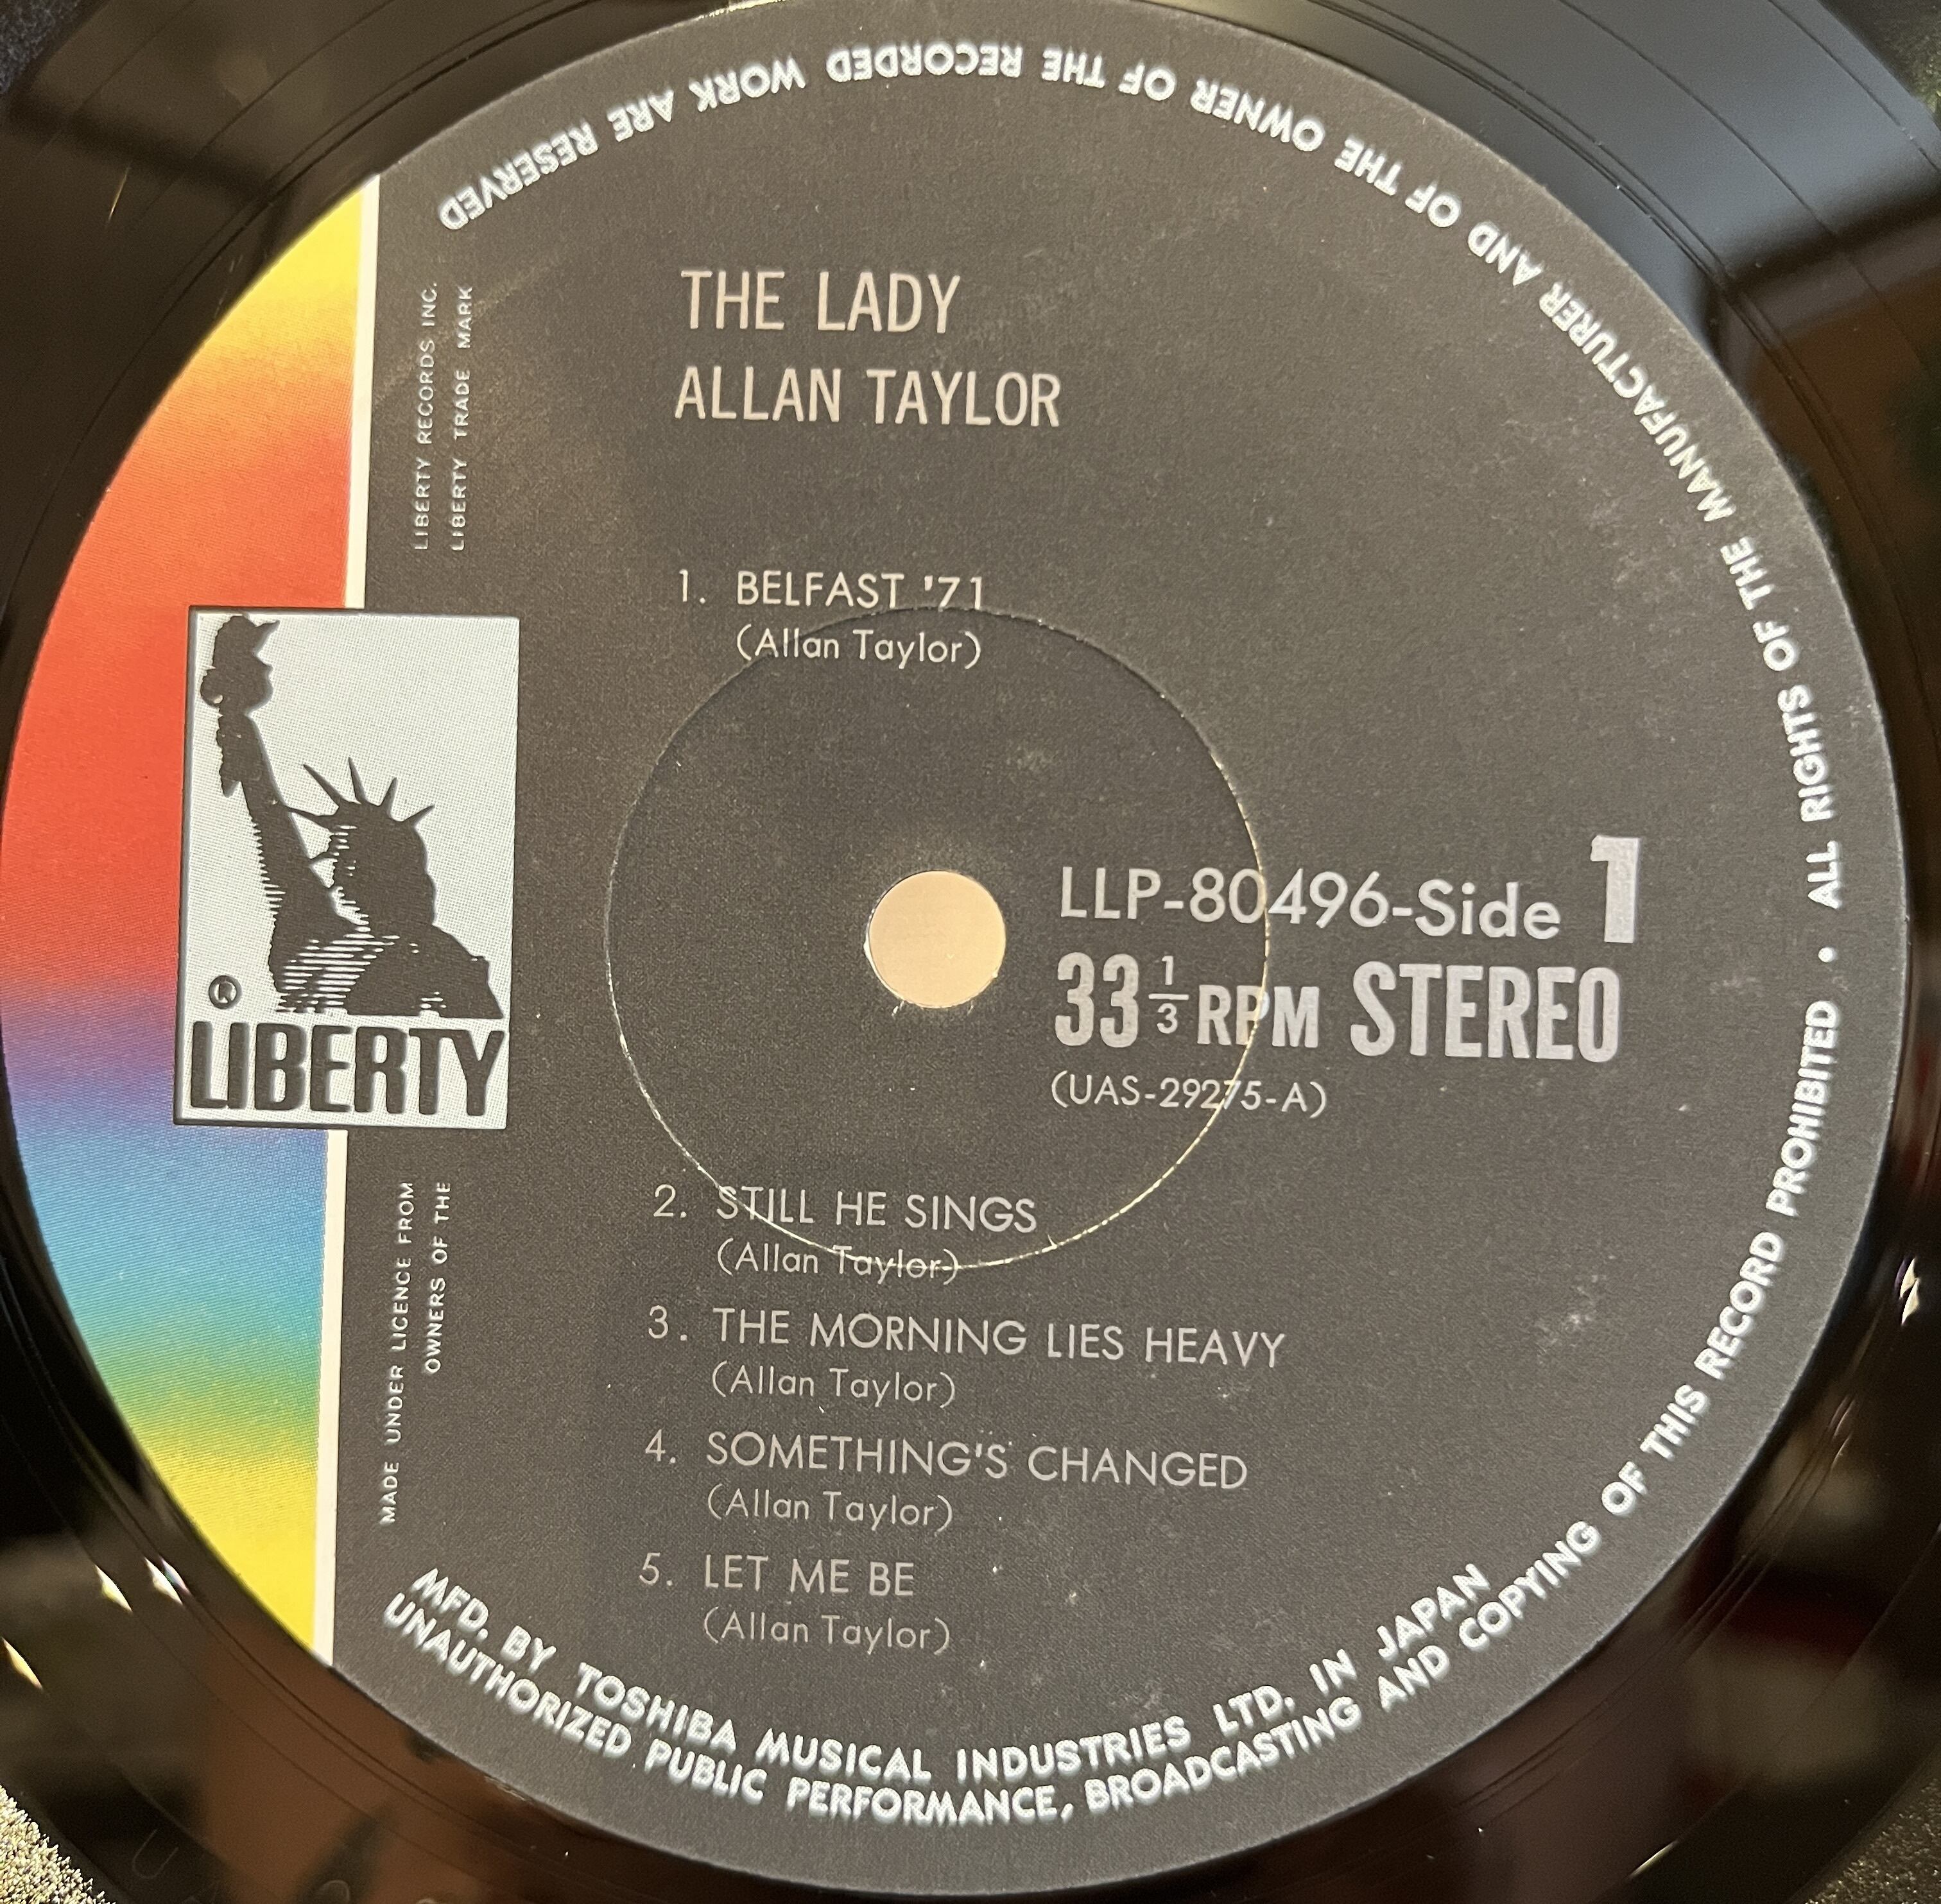 THE LADY
ALLAN TAYLOR
1. BELFAST '71
(Allan Taylor)
LLP-80496-Side 1
33 1/3 RPM STEREO
(UAS-29275-A)
2. STILL HE SINGS
(Allan Taylor)
3. THE MORNING LIES HEAVY
(Allan Taylor)
4. SOMETHING'S CHANGED
(Allan Taylor)
5. LET ME BE
(Allan Taylor)
® 
LIBERTY
MADE UNDER LICENCE FROM
OWNERS OF THE
LIBERTY RECORDS INC.
LIBERTY TRADE MARK
MFD. BY TOSHIBA MUSICAL INDUSTRIES LTD. IN JAPAN
UNAUTHORIZED PUBLIC PERFORMANCE, BROADCASTING AND COPYING OF THIS RECORD PROHIBITED • ALL RIGHTS OF THE MANUFACTURER AND OF THE OWNER OF THE RECORDED WORK ARE RESERVED